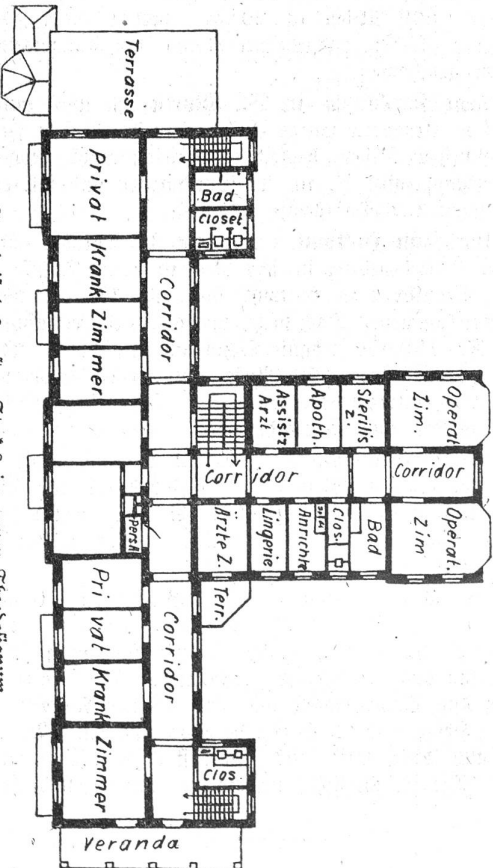 Terrasse
Bad
Closet
Privat
Krank
Zimmer
Corridor
Assistz
Arzt
Apoth.
Sterilis
Z.
Operat
Zim.
Corridor
Corridor
Ärzte Z.
Lingerie
Anrichte
Clos.
Bad
Operat.
Zim
Terr.
Pri
vat
Krank
Zimmer
Corridor
Clos.
Veranda